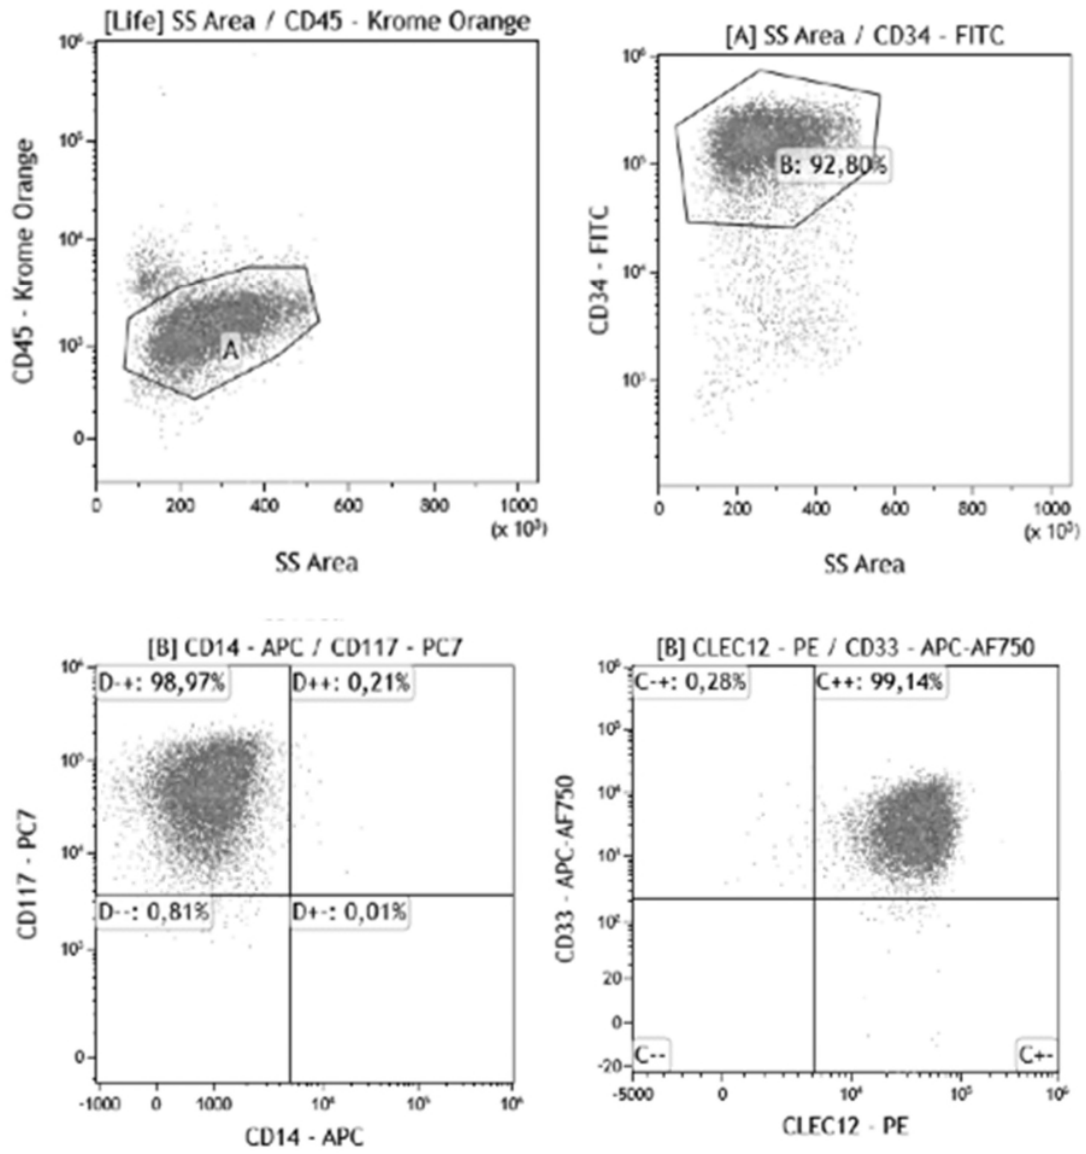 [Life] SS Area / CD45 - Krome Orange
CD45 - Krome Orange
10⁶
10⁵
10⁴
10³
0
A
0 200 400 600 800 1000
(x 10³)
SS Area
[A] SS Area / CD34 - FITC
CD34 - FITC
10⁶
10⁵
10⁴
10³
B: 92,80%
0 200 400 600 800 1000
(x 10³)
SS Area
[B] CD14 - APC / CD117 - PC7
CD117 - PC7
10⁶
D-+: 98,97% D++: 0,21%
10⁵
10⁴
D--: 0,81% D+-: 0,01%
10³
0
-1000 0 1000 10⁴ 10⁵ 10⁶
CD14 - APC
[B] CLEC12 - PE / CD33 - APC-AF750
CD33 - APC-AF750
C-+: 0,28% C++: 99,14%
10⁵
10⁴
10³
10²
20
0
-20
C-- C+-
-5000 0 10⁴ 10⁵ 10⁶
CLEC12 - PE